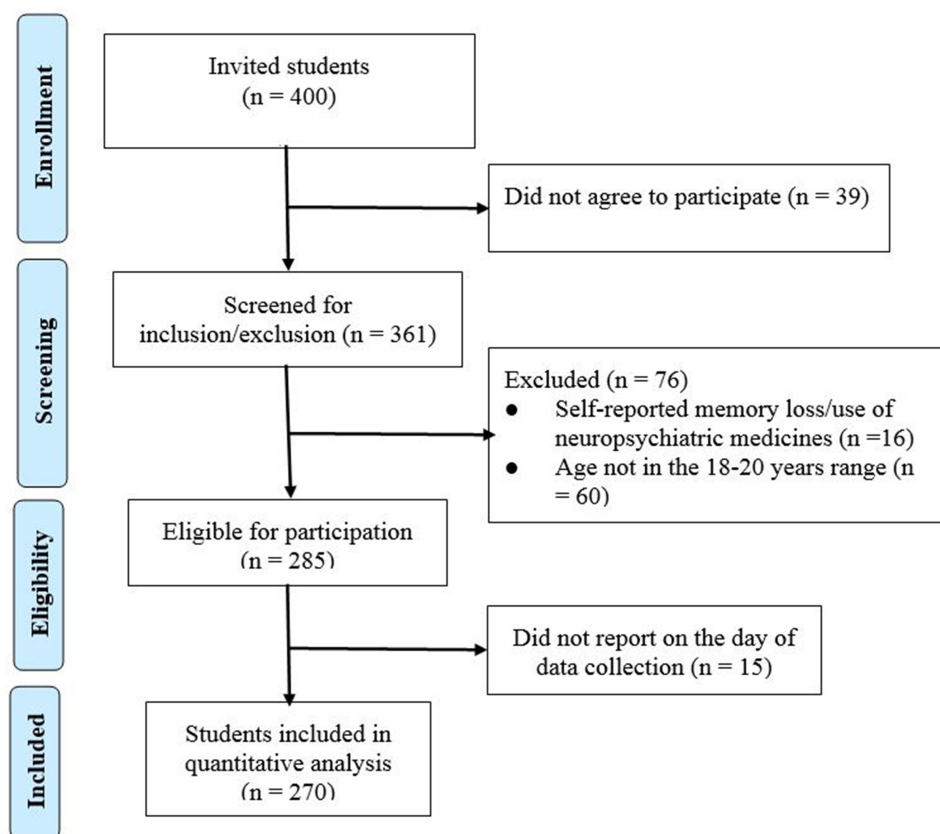 Enrollment
Invited students
(n = 400)
Did not agree to participate (n = 39)
Screening
Screened for
inclusion/exclusion (n = 361)
Excluded (n = 76)
● Self-reported memory loss/use of
neuropsychiatric medicines (n =16)
● Age not in the 18-20 years range (n
= 60)
Eligibility
Eligible for participation
(n = 285)
Did not report on the day of
data collection (n = 15)
Included
Students included in
quantitative analysis
(n = 270)